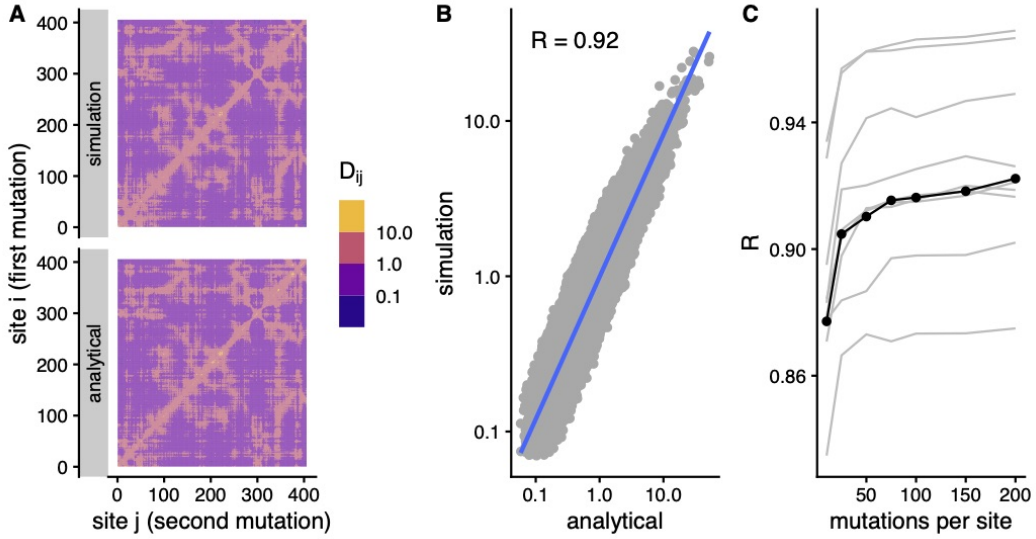 A
site i (first mutation)
simulation
400
300
200
100
0
analytical
400
300
200
100
0
0 100 200 300 400
site j (second mutation)
Dij
10.0
1.0
0.1
B
R = 0.92
simulation
10.0
1.0
0.1
0.1 1.0 10.0
analytical
C
R
0.94
0.90
0.86
50 100 150 200
mutations per site